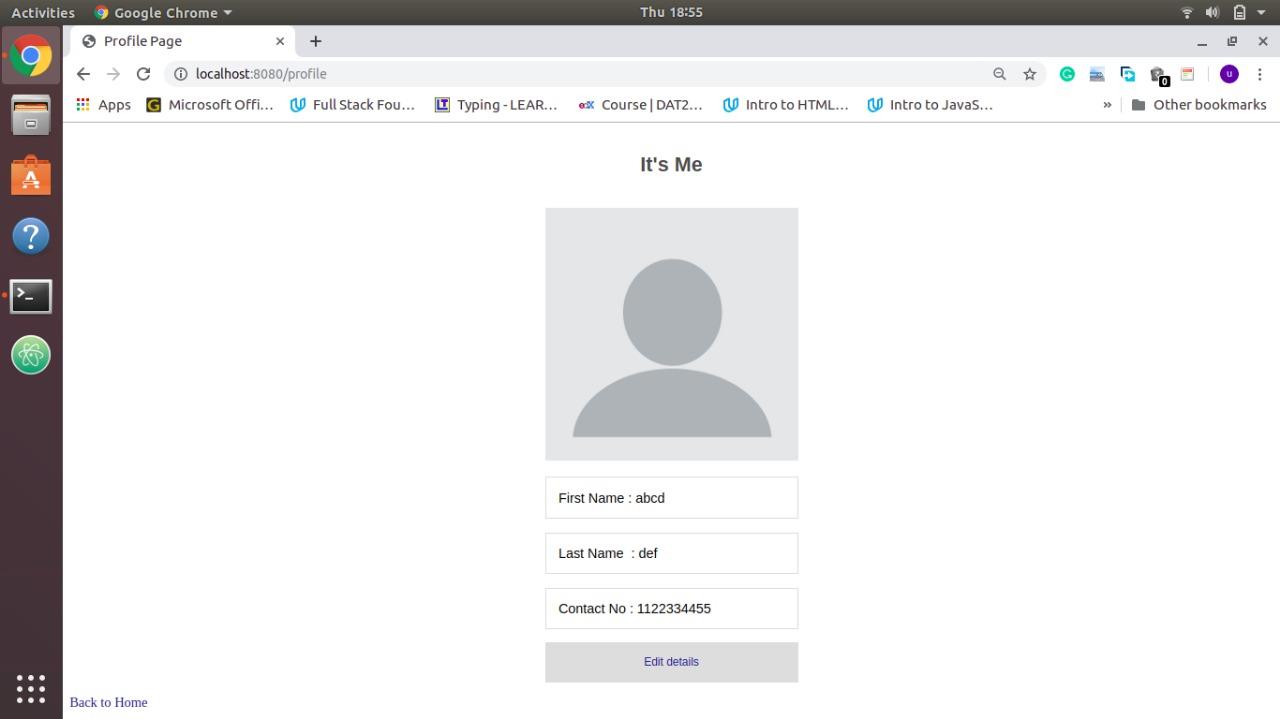 Activities
Google Chrome
Thu 18:55
Profile Page
localhost:8080/profile
U
0
Apps
G
Microsoft Offi...
Full Stack Fou...
LT
Typing - LEAR...
edX
Course | DAT2...
Intro to HTML...
Intro to JavaS...
»
Other bookmarks
It's Me
First Name : abcd
Last Name : def
Contact No : 1122334455
Edit details
Back to Home